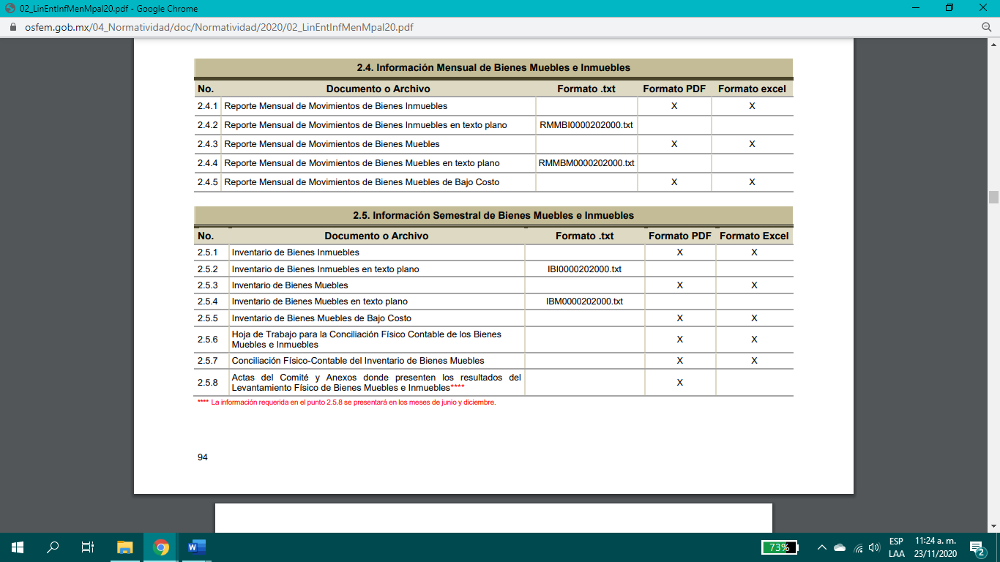 02_LinEntInfMenMpal20.pdf - Google Chrome
osfem.gob.mx/04_Normatividad/doc/Normatividad/2020/02_LinEntInfMenMpal20.pdf
2.4. Información Mensual de Bienes Muebles e Inmuebles
No. Documento o Archivo Formato .txt Formato PDF Formato excel
2.4.1 Reporte Mensual de Movimientos de Bienes Inmuebles X X
2.4.2 Reporte Mensual de Movimientos de Bienes Inmuebles en texto plano RMMBI0000202000.txt
2.4.3 Reporte Mensual de Movimientos de Bienes Muebles X X
2.4.4 Reporte Mensual de Movimientos de Bienes Muebles en texto plano RMMBM0000202000.txt
2.4.5 Reporte Mensual de Movimientos de Bienes Muebles de Bajo Costo X X
2.5. Información Semestral de Bienes Muebles e Inmuebles
No. Documento o Archivo Formato .txt Formato PDF Formato Excel
2.5.1 Inventario de Bienes Inmuebles X X
2.5.2 Inventario de Bienes Inmuebles en texto plano IBI0000202000.txt
2.5.3 Inventario de Bienes Muebles X X
2.5.4 Inventario de Bienes Muebles en texto plano IBM0000202000.txt
2.5.5 Inventario de Bienes Muebles de Bajo Costo X X
2.5.6 Hoja de Trabajo para la Conciliación Físico Contable de los Bienes
Muebles e Inmuebles X X
2.5.7 Conciliación Físico-Contable del Inventario de Bienes Muebles X X
2.5.8 Actas del Comité y Anexos donde presenten los resultados del
Levantamiento Físico de Bienes Muebles e Inmuebles**** X
**** La información requerida en el punto 2.5.8 se presentará en los meses de junio y diciembre.
94
73%
ESP
LAA
11:24 a. m.
23/11/2020
2